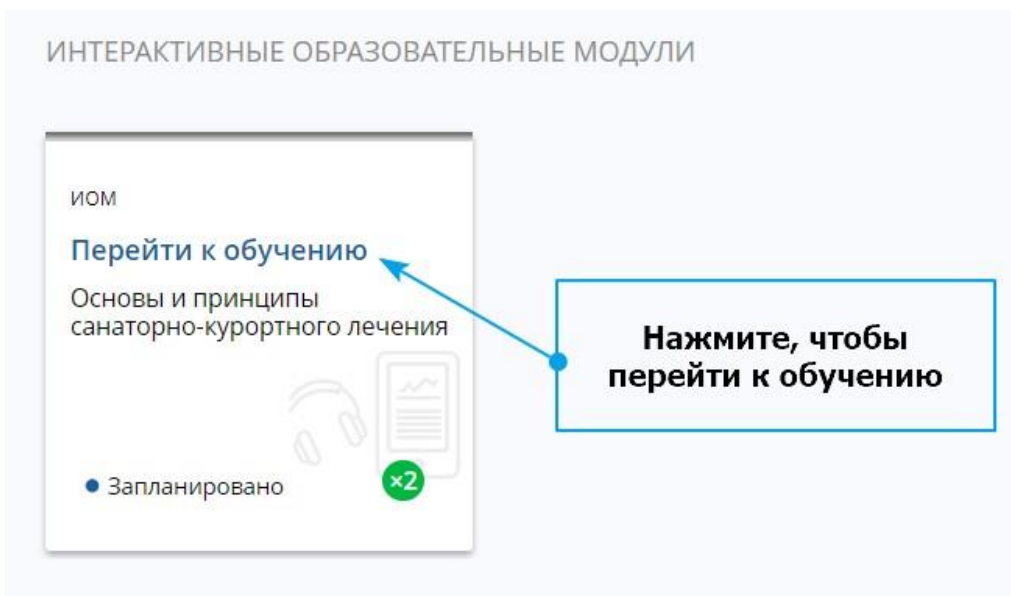 ИНТЕРАКТИВНЫЕ ОБРАЗОВАТЕЛЬНЫЕ МОДУЛИ
ИОМ
Перейти к обучению
Основы и принципы
санаторно-курортного лечения
Нажмите, чтобы
перейти к обучению
Запланировано
×2